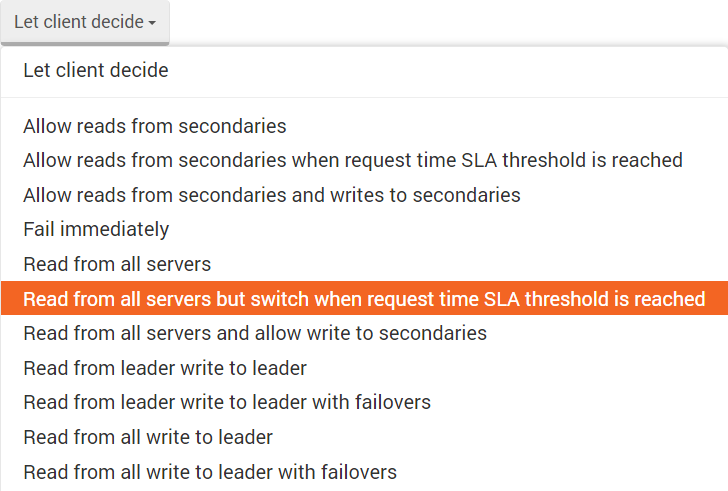 Let client decide
Let client decide
Allow reads from secondaries
Allow reads from secondaries when request time SLA threshold is reached
Allow reads from secondaries and writes to secondaries
Fail immediately
Read from all servers
Read from all servers but switch when request time SLA threshold is reached
Read from all servers and allow write to secondaries
Read from leader write to leader
Read from leader write to leader with failovers
Read from all write to leader
Read from all write to leader with failovers